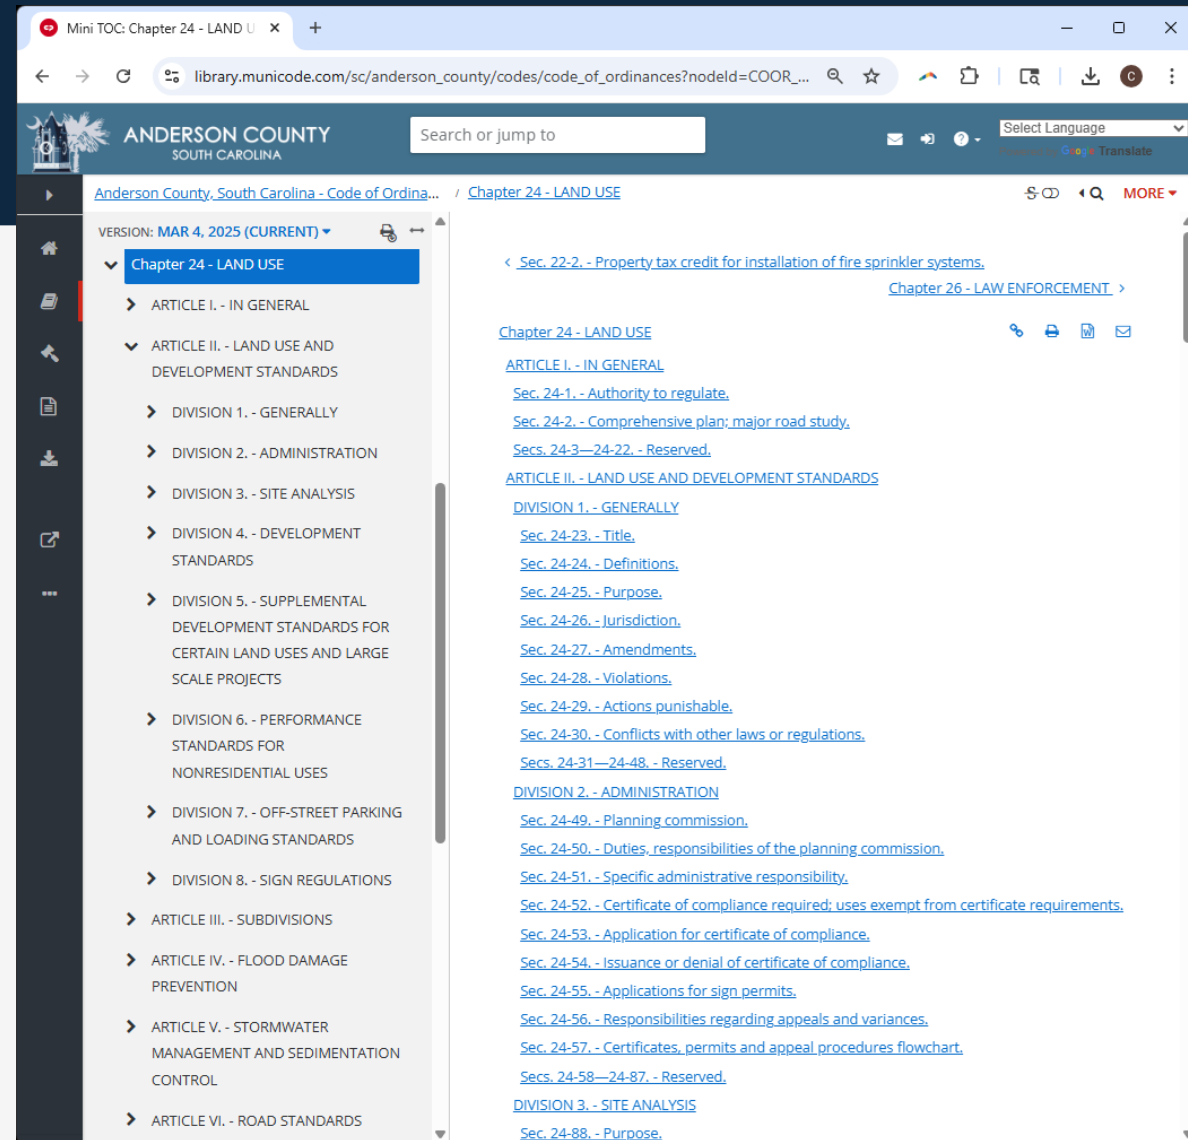 Mini TOC: Chapter 24 - LAND U
library.municode.com/sc/anderson_county/codes/code_of_ordinances?nodeId=COOR_...
C
ANDERSON COUNTY
SOUTH CAROLINA
Search or jump to
Select Language
Google Translate
Anderson County, South Carolina - Code of Ordina... / Chapter 24 - LAND USE
MORE
VERSION: MAR 4, 2025 (CURRENT)
Chapter 24 - LAND USE
ARTICLE I. - IN GENERAL
ARTICLE II. - LAND USE AND
DEVELOPMENT STANDARDS
DIVISION 1. - GENERALLY
DIVISION 2. - ADMINISTRATION
DIVISION 3. - SITE ANALYSIS
DIVISION 4. - DEVELOPMENT
STANDARDS
DIVISION 5. - SUPPLEMENTAL
DEVELOPMENT STANDARDS FOR
CERTAIN LAND USES AND LARGE
SCALE PROJECTS
DIVISION 6. - PERFORMANCE
STANDARDS FOR
NONRESIDENTIAL USES
DIVISION 7. - OFF-STREET PARKING
AND LOADING STANDARDS
DIVISION 8. - SIGN REGULATIONS
ARTICLE III. - SUBDIVISIONS
ARTICLE IV. - FLOOD DAMAGE
PREVENTION
ARTICLE V. - STORMWATER
MANAGEMENT AND SEDIMENTATION
CONTROL
ARTICLE VI. - ROAD STANDARDS
< Sec. 22-2. - Property tax credit for installation of fire sprinkler systems.
Chapter 26 - LAW ENFORCEMENT >
Chapter 24 - LAND USE
ARTICLE I. - IN GENERAL
Sec. 24-1. - Authority to regulate.
Sec. 24-2. - Comprehensive plan; major road study.
Secs. 24-3—24-22. - Reserved.
ARTICLE II. - LAND USE AND DEVELOPMENT STANDARDS
DIVISION 1. - GENERALLY
Sec. 24-23. - Title.
Sec. 24-24. - Definitions.
Sec. 24-25. - Purpose.
Sec. 24-26. - Jurisdiction.
Sec. 24-27. - Amendments.
Sec. 24-28. - Violations.
Sec. 24-29. - Actions punishable.
Sec. 24-30. - Conflicts with other laws or regulations.
Secs. 24-31—24-48. - Reserved.
DIVISION 2. - ADMINISTRATION
Sec. 24-49. - Planning commission.
Sec. 24-50. - Duties, responsibilities of the planning commission.
Sec. 24-51. - Specific administrative responsibility.
Sec. 24-52. - Certificate of compliance required; uses exempt from certificate requirements.
Sec. 24-53. - Application for certificate of compliance.
Sec. 24-54. - Issuance or denial of certificate of compliance.
Sec. 24-55. - Applications for sign permits.
Sec. 24-56. - Responsibilities regarding appeals and variances.
Sec. 24-57. - Certificates, permits and appeal procedures flowchart.
Secs. 24-58—24-87. - Reserved.
DIVISION 3. - SITE ANALYSIS
Sec. 24-88. - Purpose.